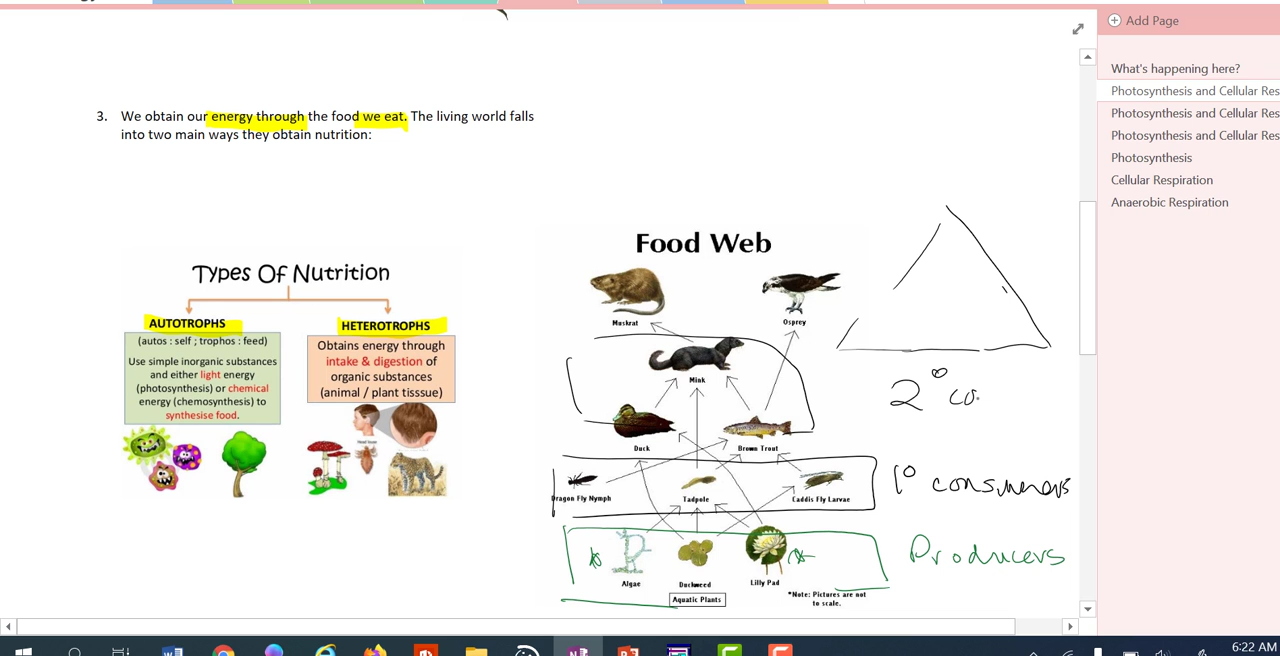 Add Page
What's happening here?
Photosynthesis and Cellular Res
Photosynthesis and Cellular Res
Photosynthesis and Cellular Res
Photosynthesis
Cellular Respiration
Anaerobic Respiration
3. We obtain our energy through the food we eat. The living world falls
into two main ways they obtain nutrition:
Types Of Nutrition
AUTOTROPHS
(autos : self ; trophos : feed)
Use simple inorganic substances
and either light energy
(photosynthesis) or chemical
energy (chemosynthesis) to
synthesise food.
HETEROTROPHS
Obtains energy through
intake & digestion of
organic substances
(animal / plant tisssue)
Food Web
Muskrat
Osprey
Mink
Duck
Brown Trout
Dragon Fly Nymph
Tadpole
Caddis Fly Larvae
Algae
Duckweed
Lilly Pad
Aquatic Plants
*Note: Pictures are not
to scale.
2° co.
1° consumers
Producers
6:22 AM